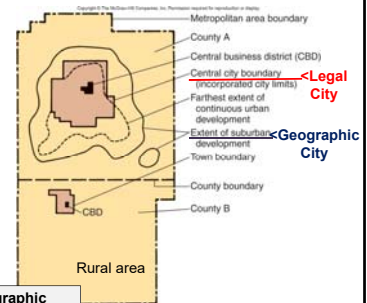 Copyright © The McGraw-Hill Companies, Inc. Permission required for reproduction or display.
Metropolitan area boundary
County A
Central business district (CBD)
Central city boundary
(incorporated city limits)
<Legal
City
Farthest extent of
continuous urban
development
Extent of suburban
development
<Geographic
City
Town boundary
County boundary
County B
CBD
Rural area
graphic